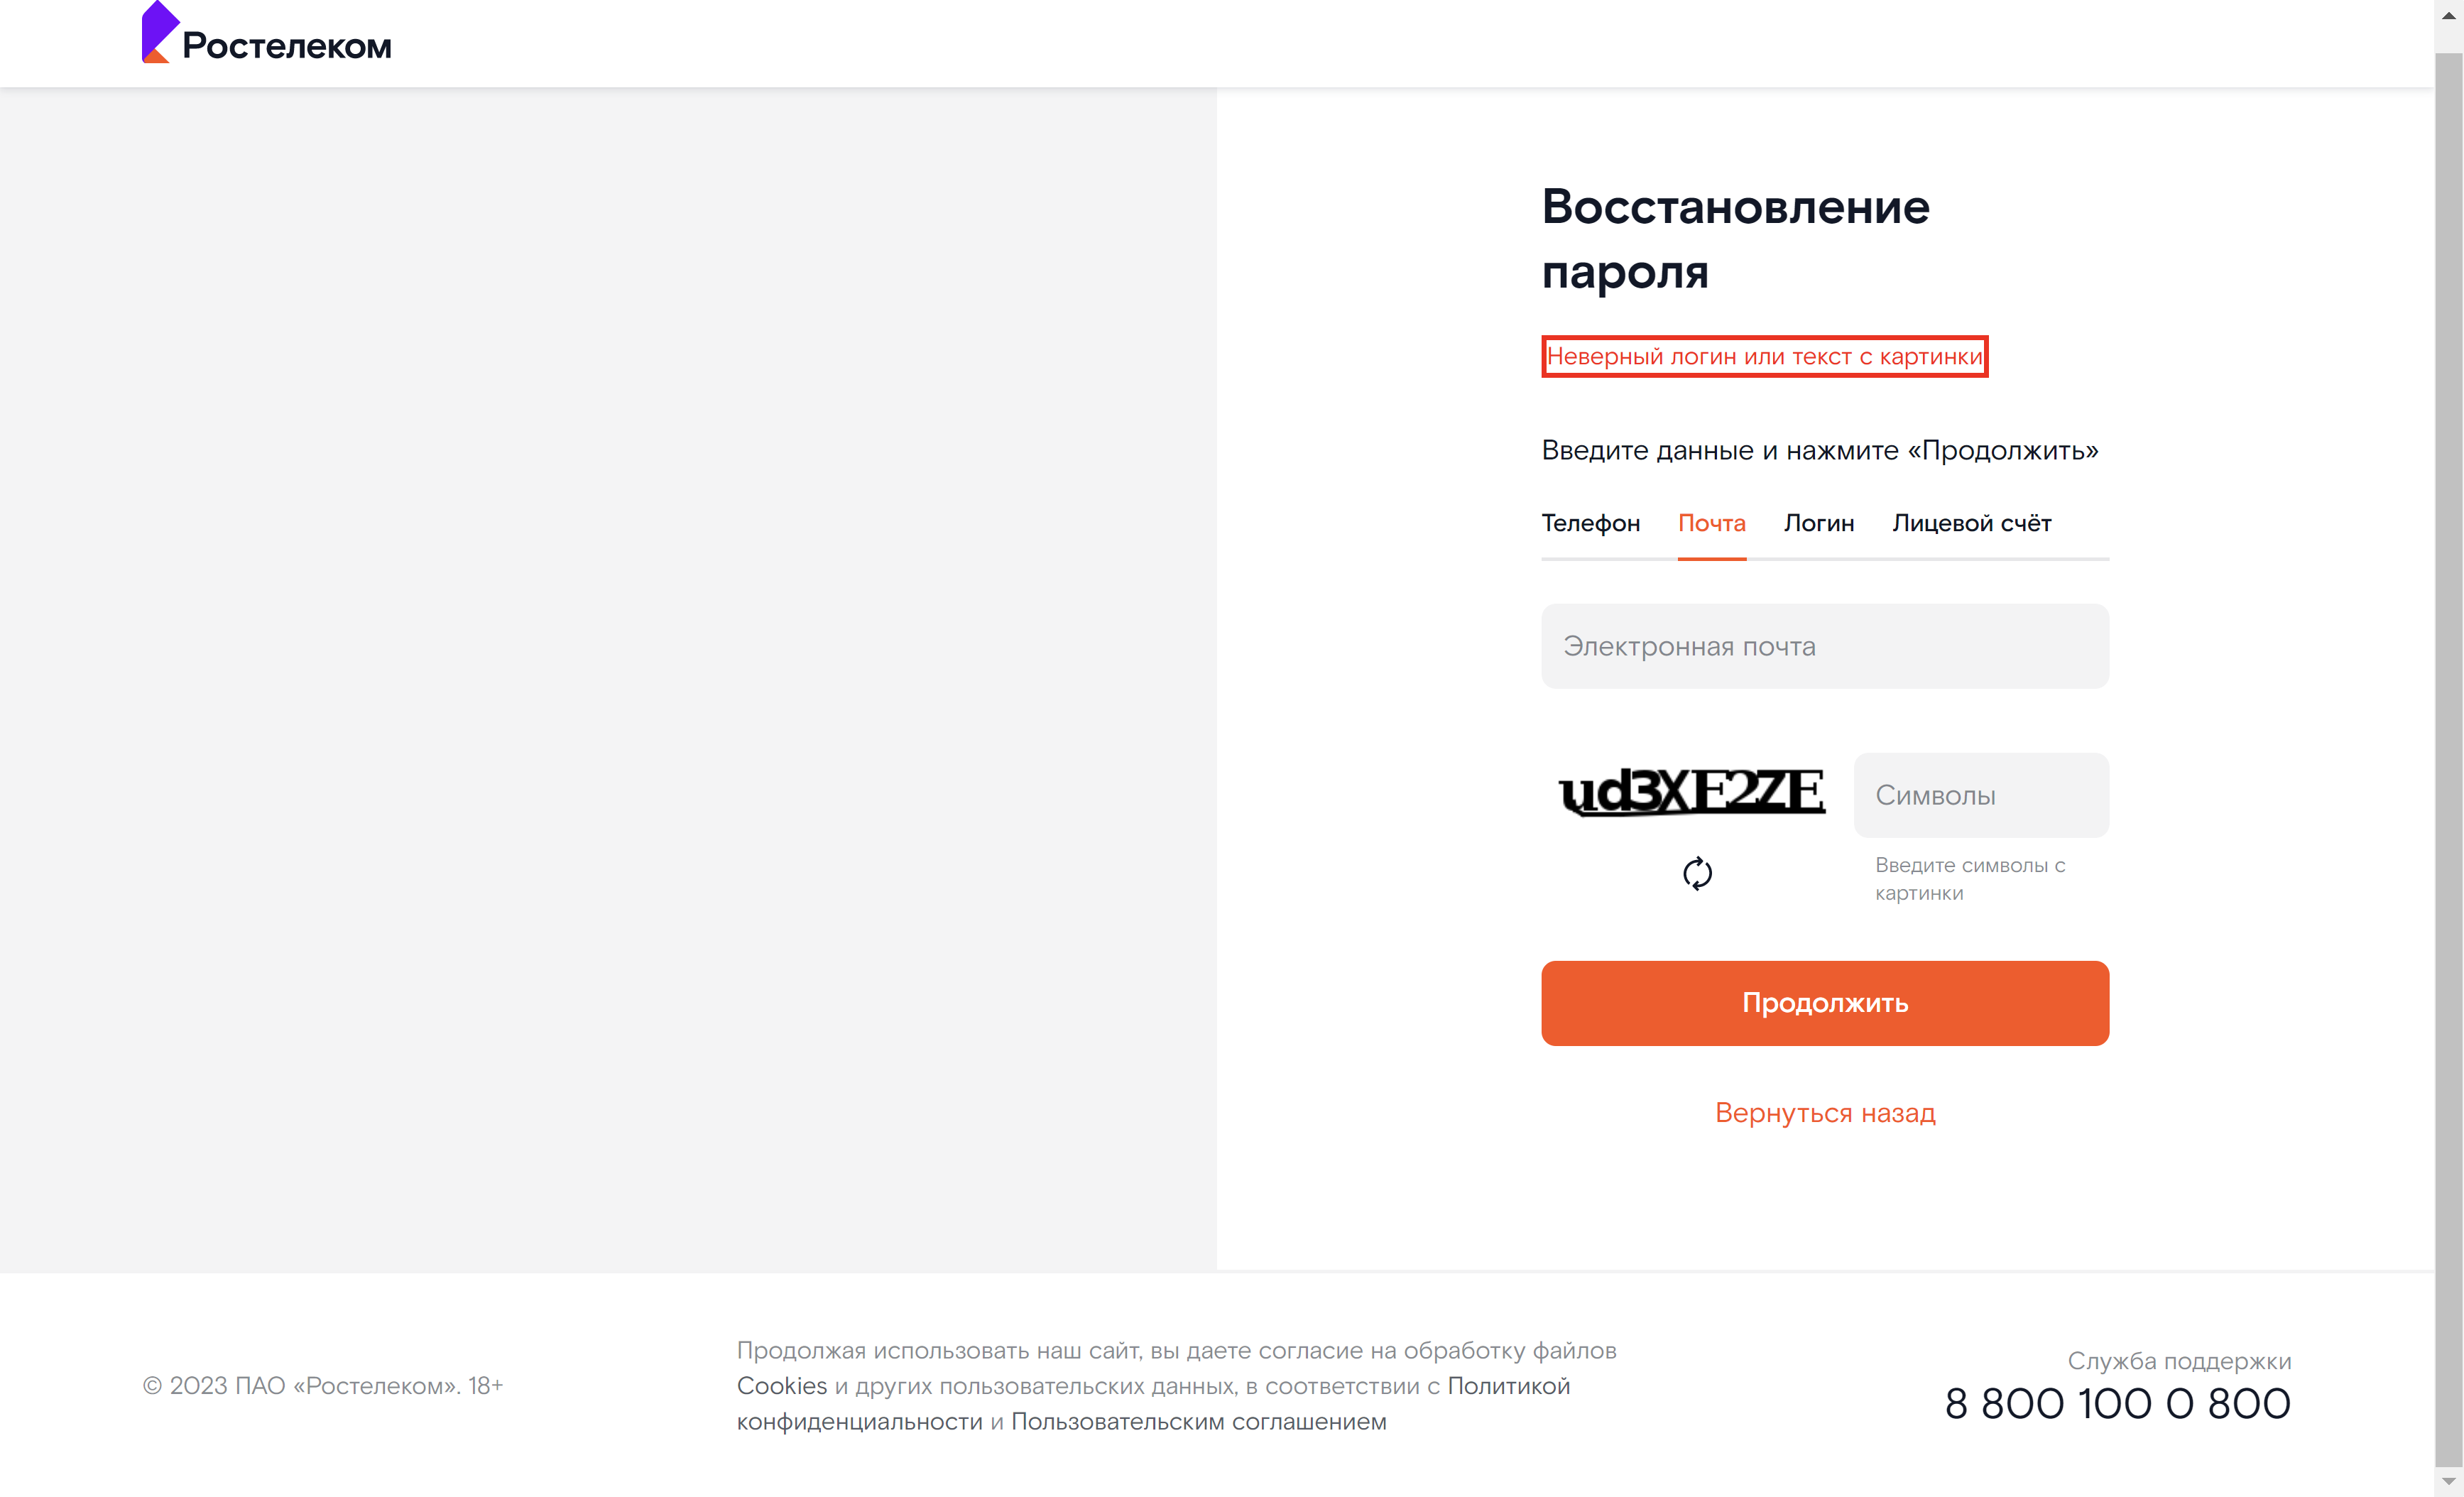 Ростелеком
Восстановление
пароля
Неверный логин или текст с картинки
Введите данные и нажмите «Продолжить»
Телефон Почта Логин Лицевой счёт
Электронная почта
Символы
Введите символы с
картинки
Продолжить
Вернуться назад
© 2023 ПАО «Ростелеком». 18+
Продолжая использовать наш сайт, вы даете согласие на обработку файлов
Cookies и других пользовательских данных, в соответствии с Политикой
конфиденциальности и Пользовательским соглашением
Служба поддержки
8 800 100 0 800